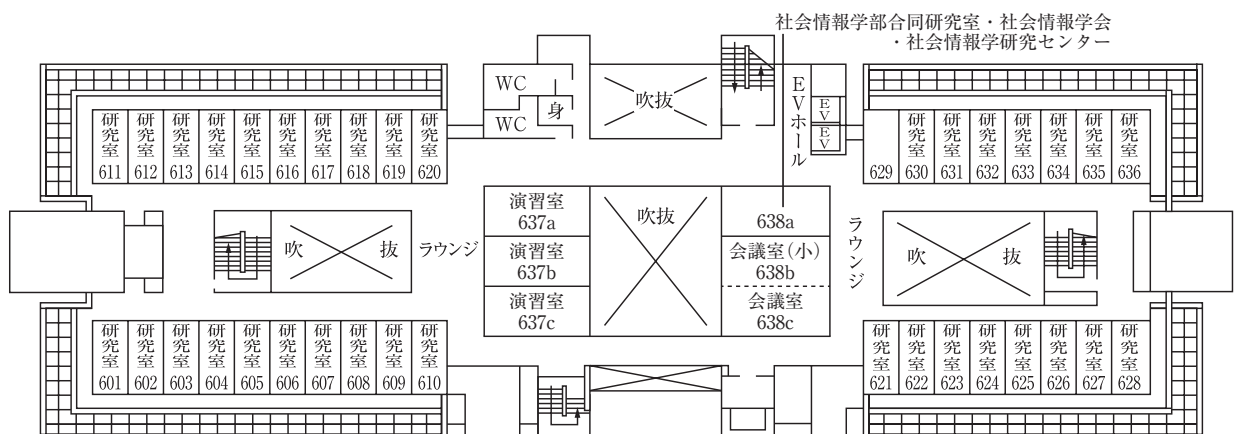 社会情報学部合同研究室・社会情報学会
・社会情報学研究センター
WC
身
WC
吹抜
EVホール
EV
EV
研究室
611
研究室
612
研究室
613
研究室
614
研究室
615
研究室
616
研究室
617
研究室
618
研究室
619
研究室
620
629
研究室
630
研究室
631
研究室
632
研究室
633
研究室
634
研究室
635
研究室
636
吹抜
ラウンジ
演習室
637a
演習室
637b
演習室
637c
吹抜
638a
会議室(小)
638b
会議室
638c
ラウンジ
吹抜
研究室
601
研究室
602
研究室
603
研究室
604
研究室
605
研究室
606
研究室
607
研究室
608
研究室
609
研究室
610
研究室
621
研究室
622
研究室
623
研究室
624
研究室
625
研究室
626
研究室
627
研究室
628